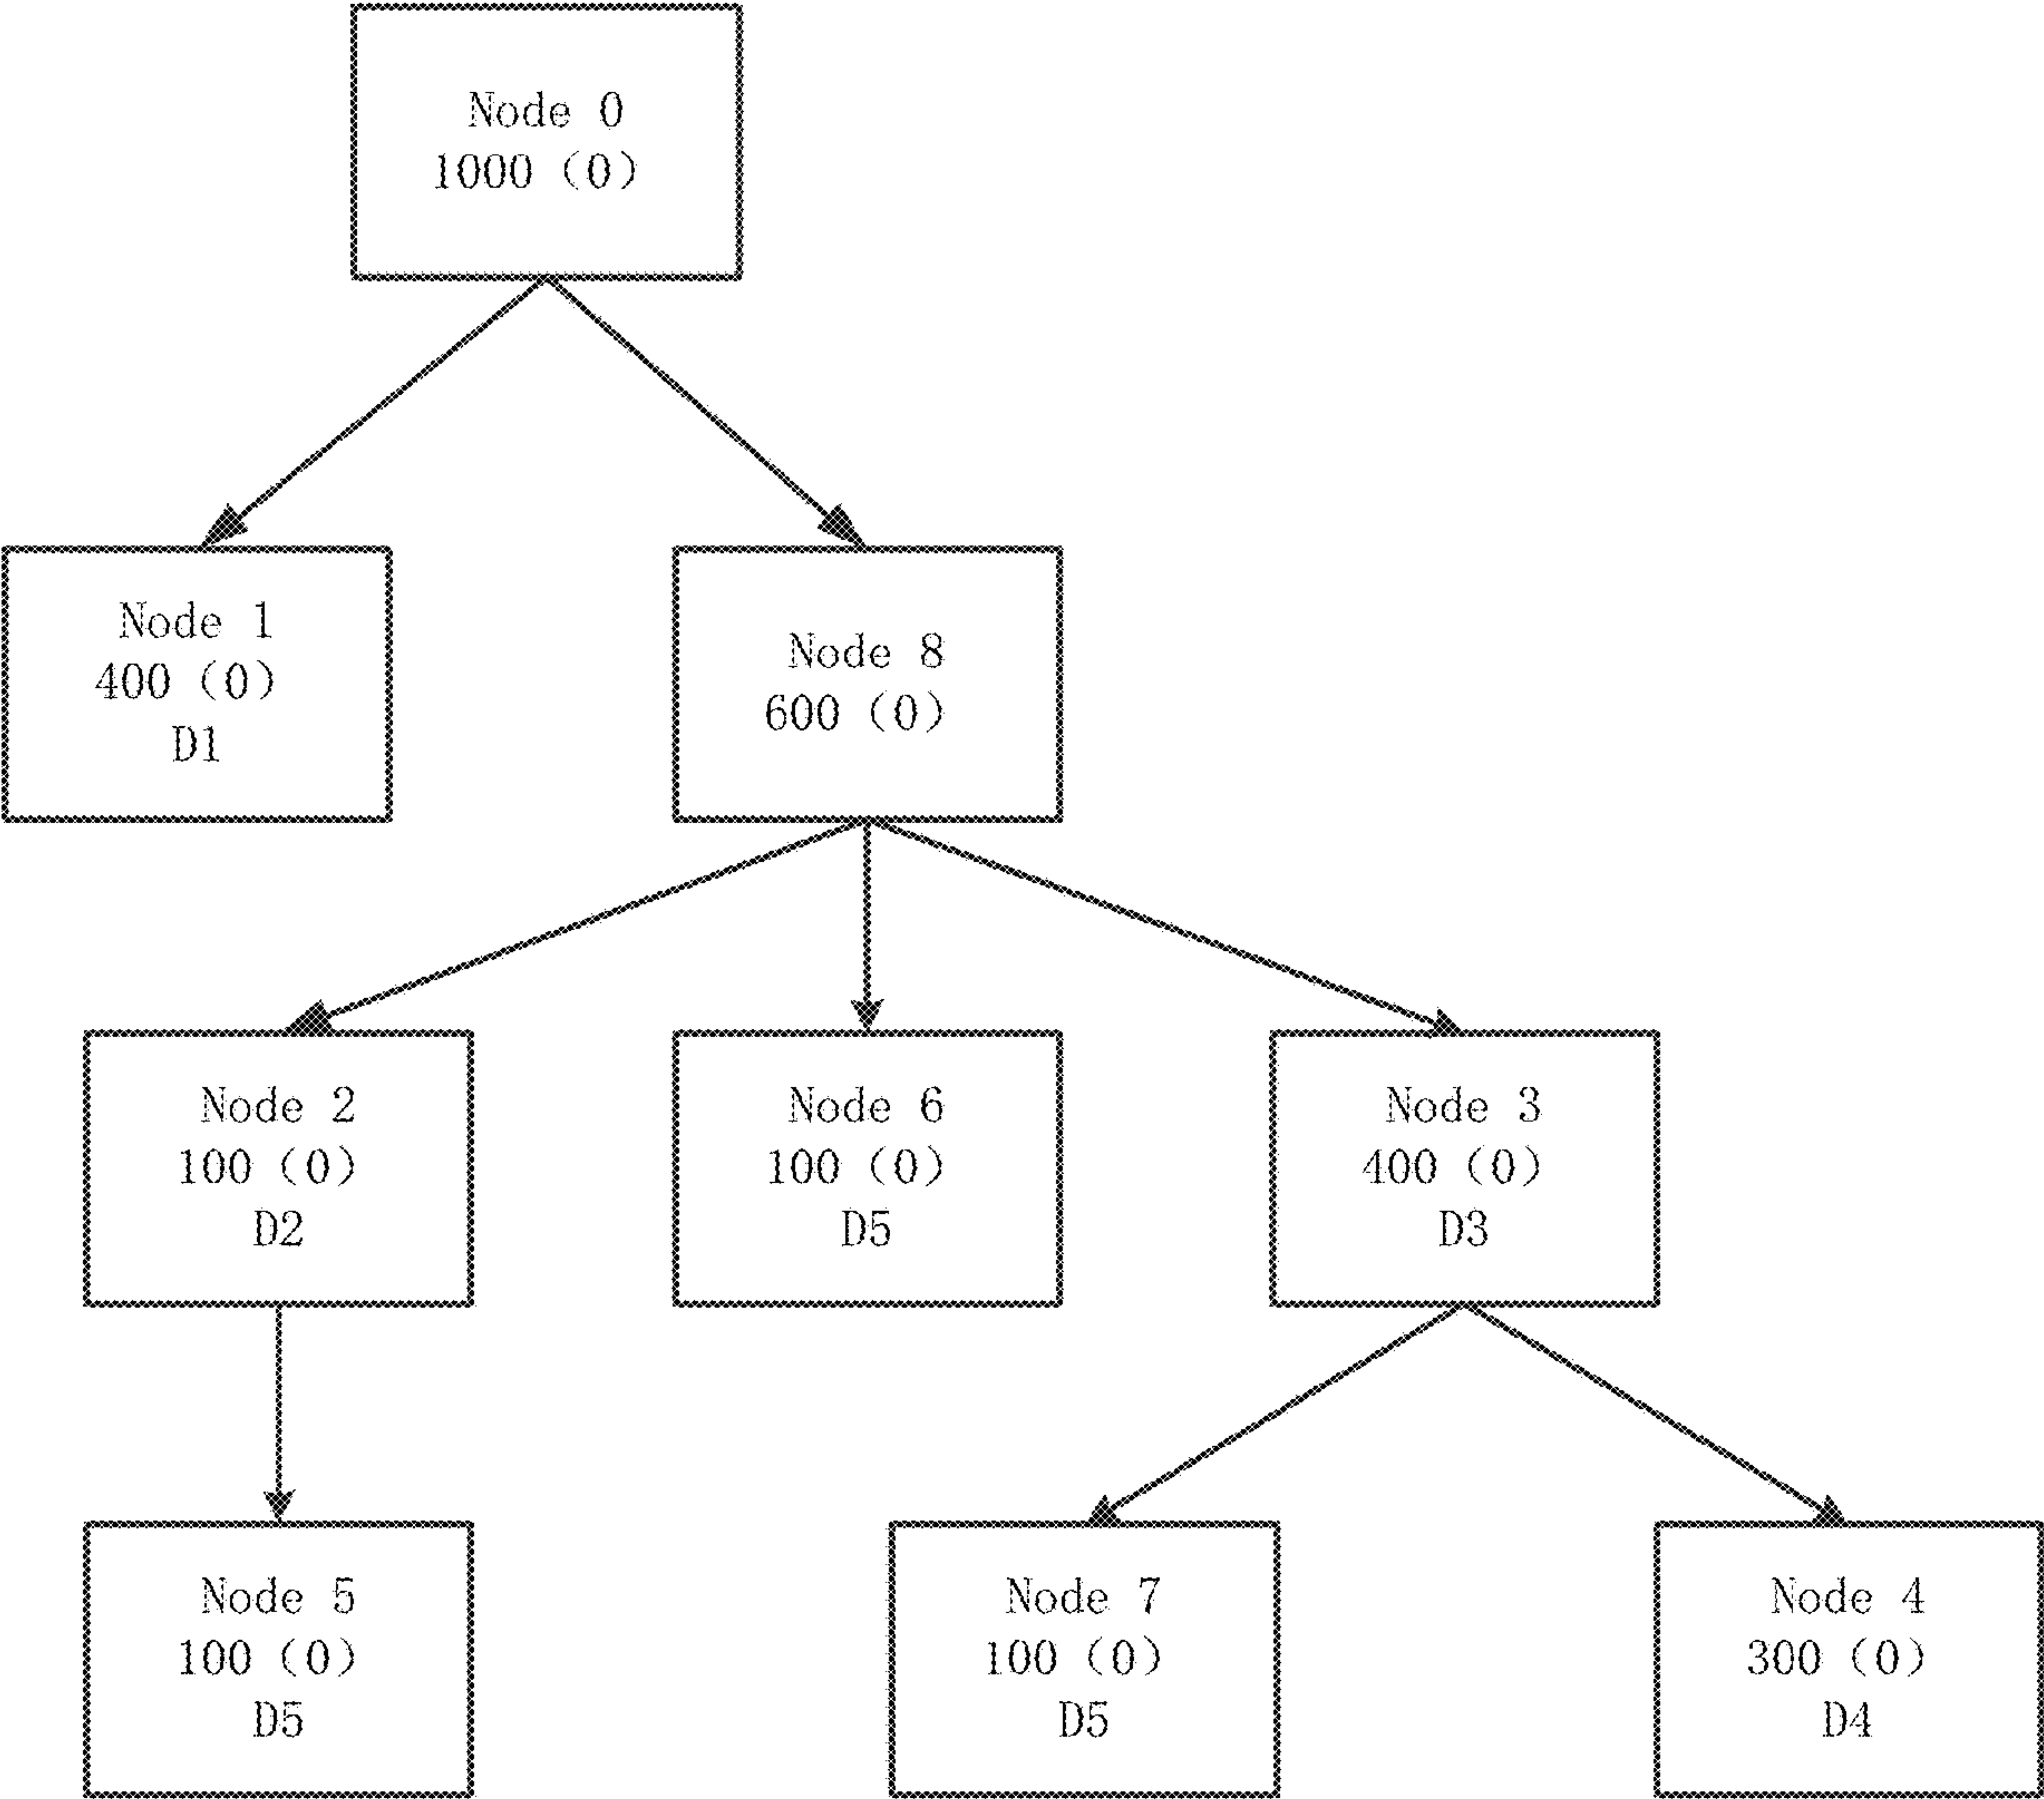 Node 0
1000 (0)
Node 1
400 (0)
D1
Node 8
600 (0)
Node 2
100 (0)
D2
Node 6
100 (0)
D5
Node 3
400 (0)
D3
Node 5
100 (0)
D5
Node 7
100 (0)
D5
Node 4
300 (0)
D4